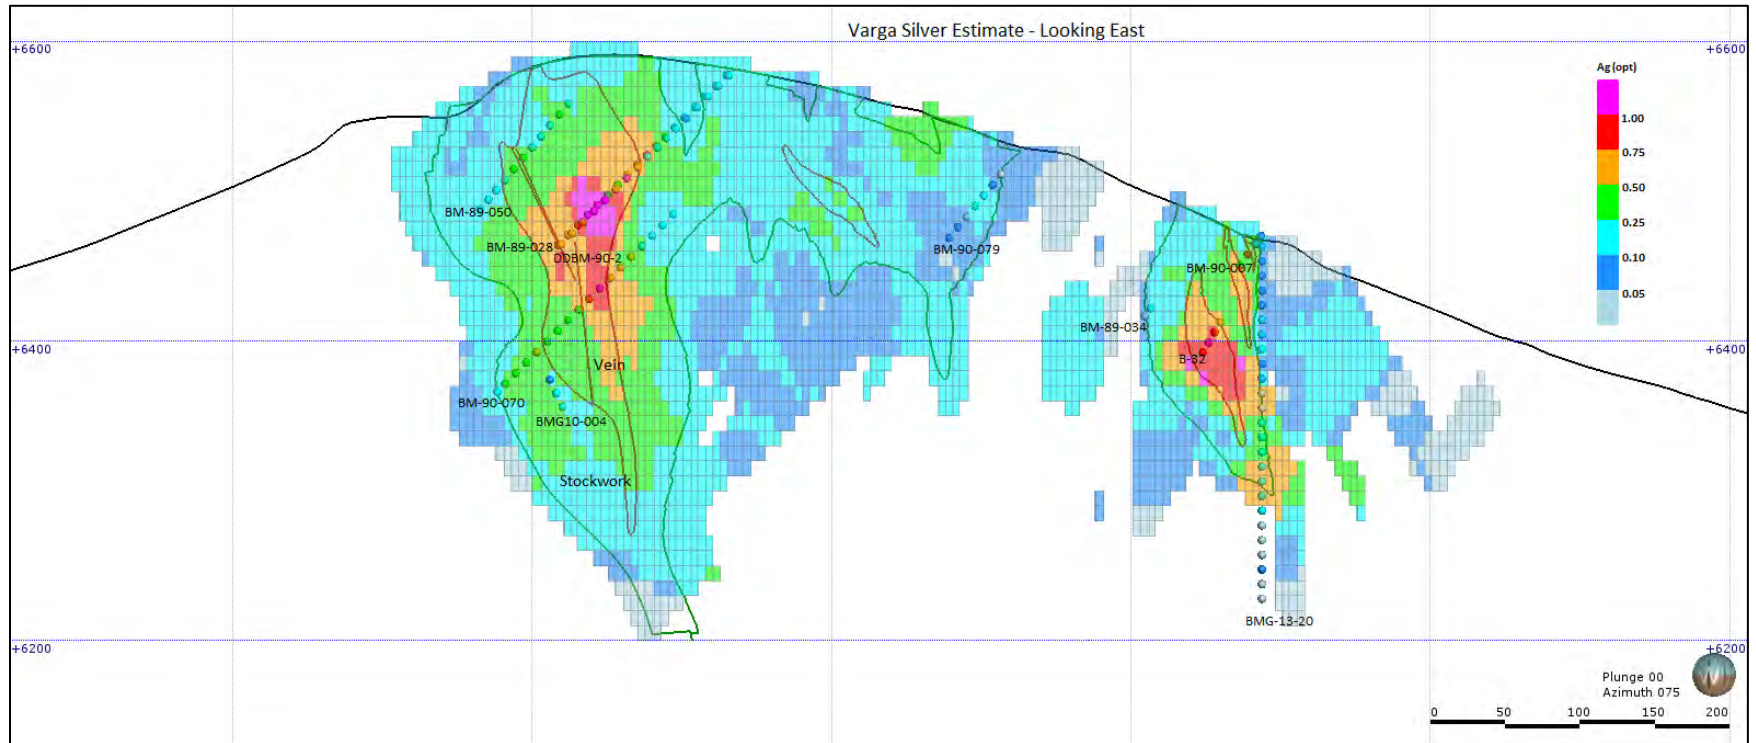 Varga Silver Estimate - Looking East
+6600
+6600
Ag (opt)
1.00
0.75
0.50
0.25
0.10
0.05
BM-89-050
BM-89-028
DDBM-90-2
BM-90-079
BM-90-007
BM-89-034
+6400
+6400
B-32
Vein
BM-90-070
BMG10-004
Stockwork
BMG-13-20
+6200
+6200
Plunge 00
Azimuth 075
0 50 100 150 200